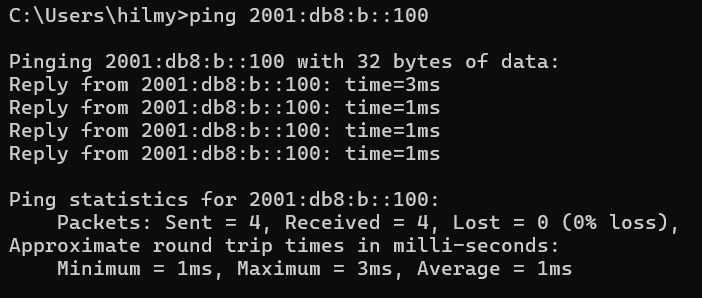 C:\Users\hilmy>ping 2001:db8:b::100
Pinging 2001:db8:b::100 with 32 bytes of data:
Reply from 2001:db8:b::100: time=3ms
Reply from 2001:db8:b::100: time=1ms
Reply from 2001:db8:b::100: time=1ms
Reply from 2001:db8:b::100: time=1ms
Ping statistics for 2001:db8:b::100:
    Packets: Sent = 4, Received = 4, Lost = 0 (0% loss),
Approximate round trip times in milli-seconds:
    Minimum = 1ms, Maximum = 3ms, Average = 1ms